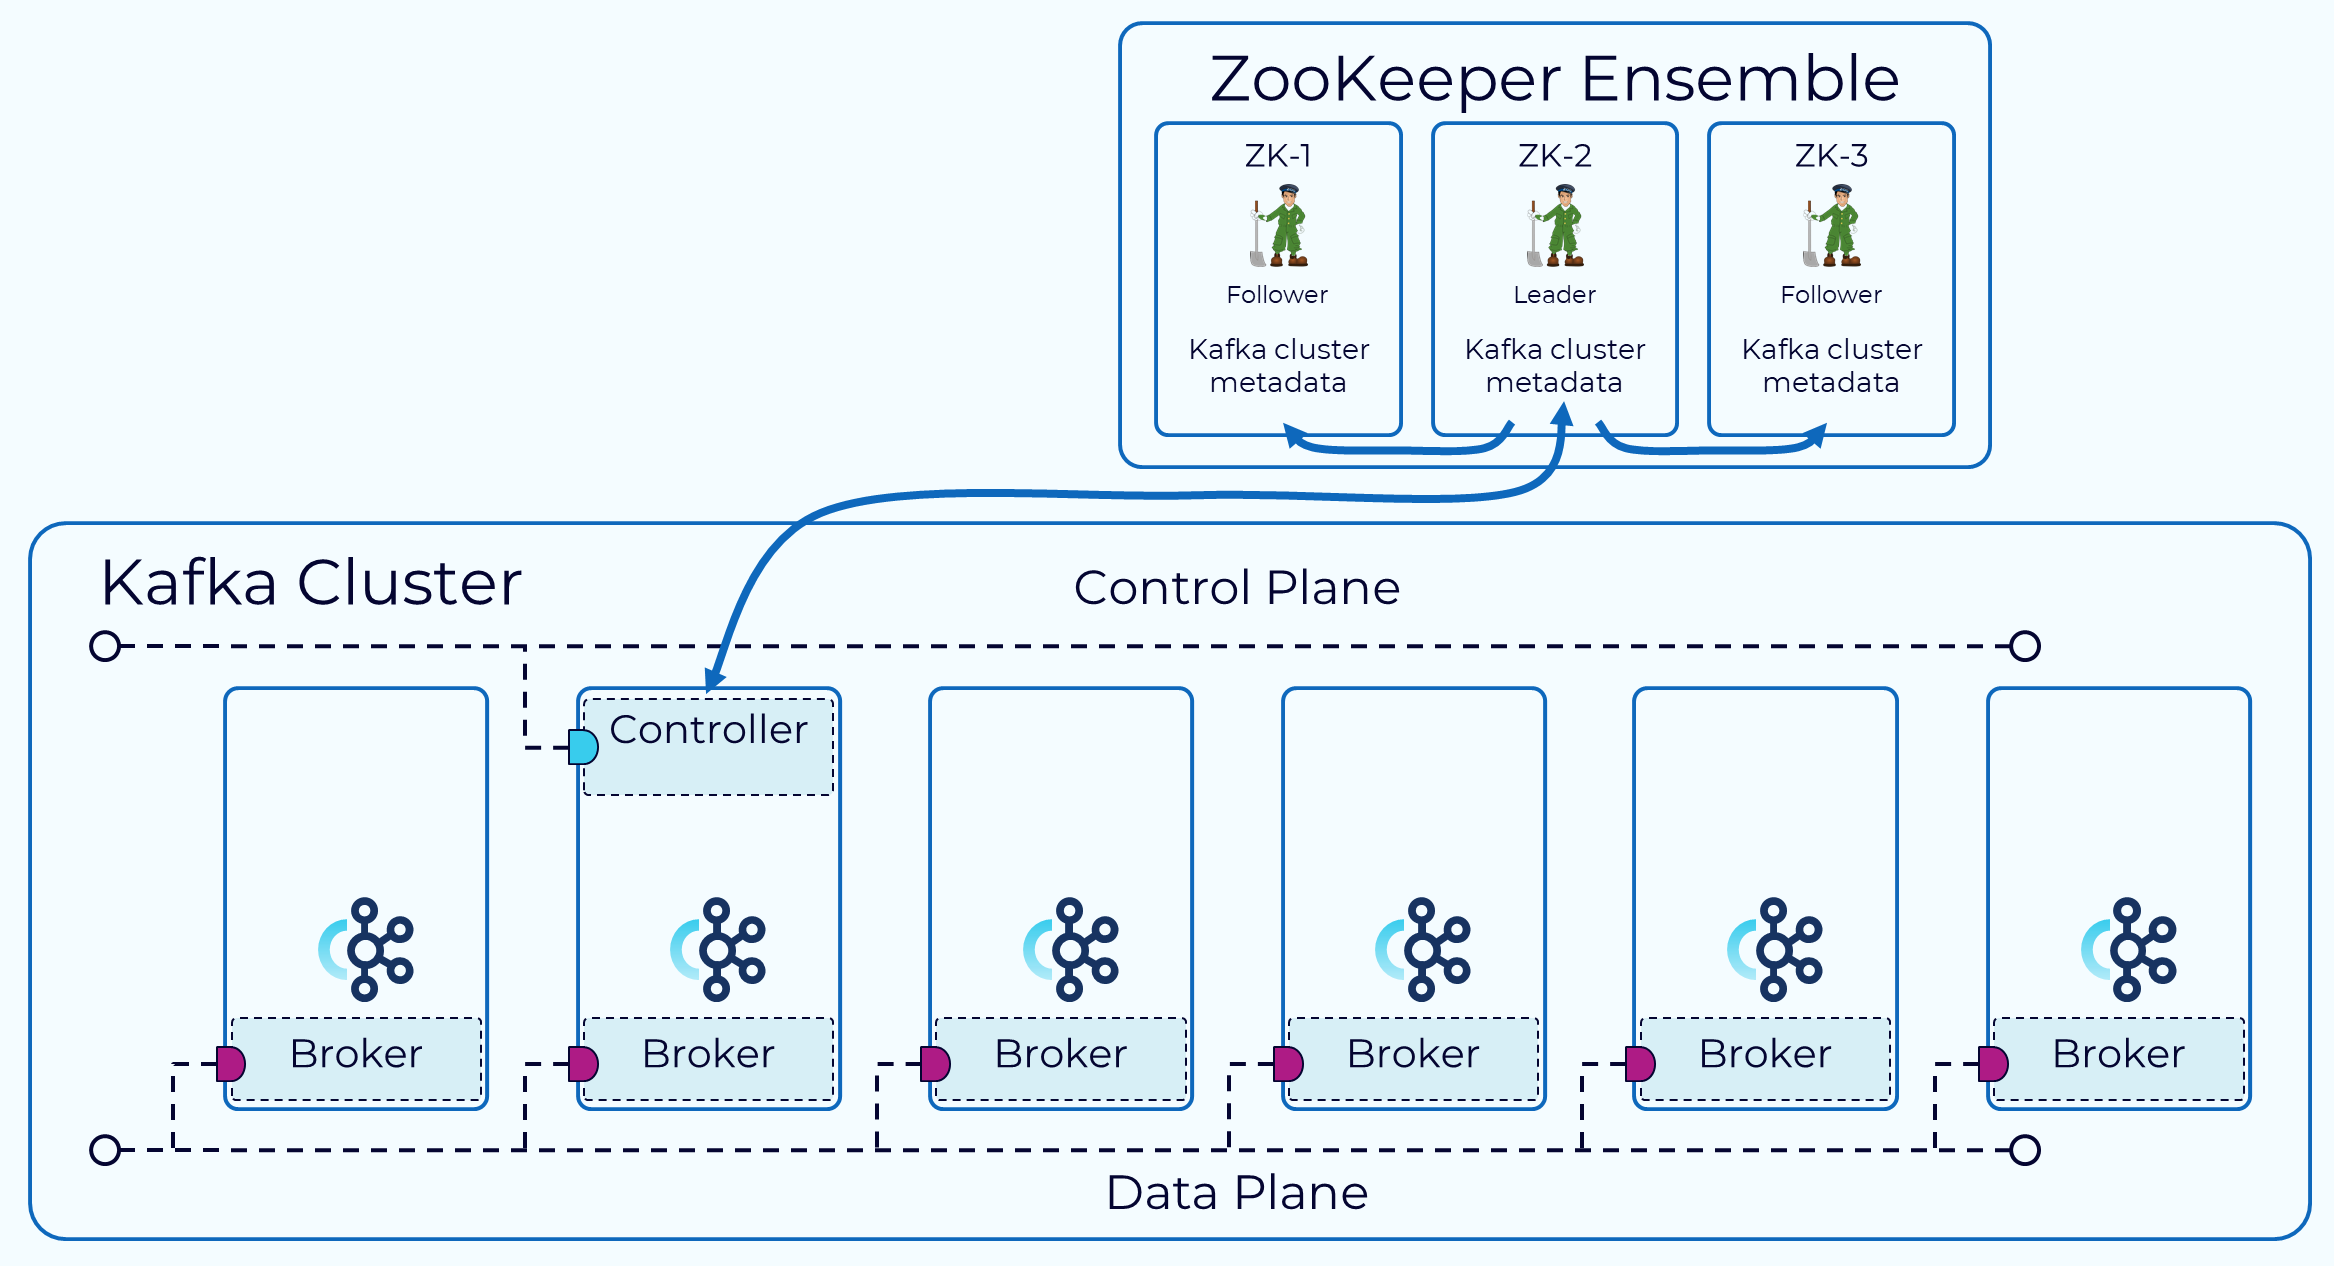 ZooKeeper Ensemble
ZK-1
Follower
Kafka cluster
metadata
ZK-2
Leader
Kafka cluster
metadata
ZK-3
Follower
Kafka cluster
metadata
Kafka Cluster
Control Plane
Controller
Broker
Broker
Broker
Broker
Broker
Broker
Data Plane